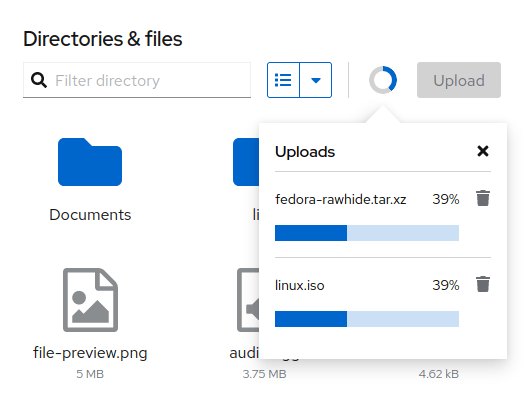 Directories & files
Filter directory
Upload
Uploads
fedora-rawhide.tar.xz 39%
linux.iso 39%
Documents
li
file-preview.png
5 MB
3.75 MB
4.62 kB